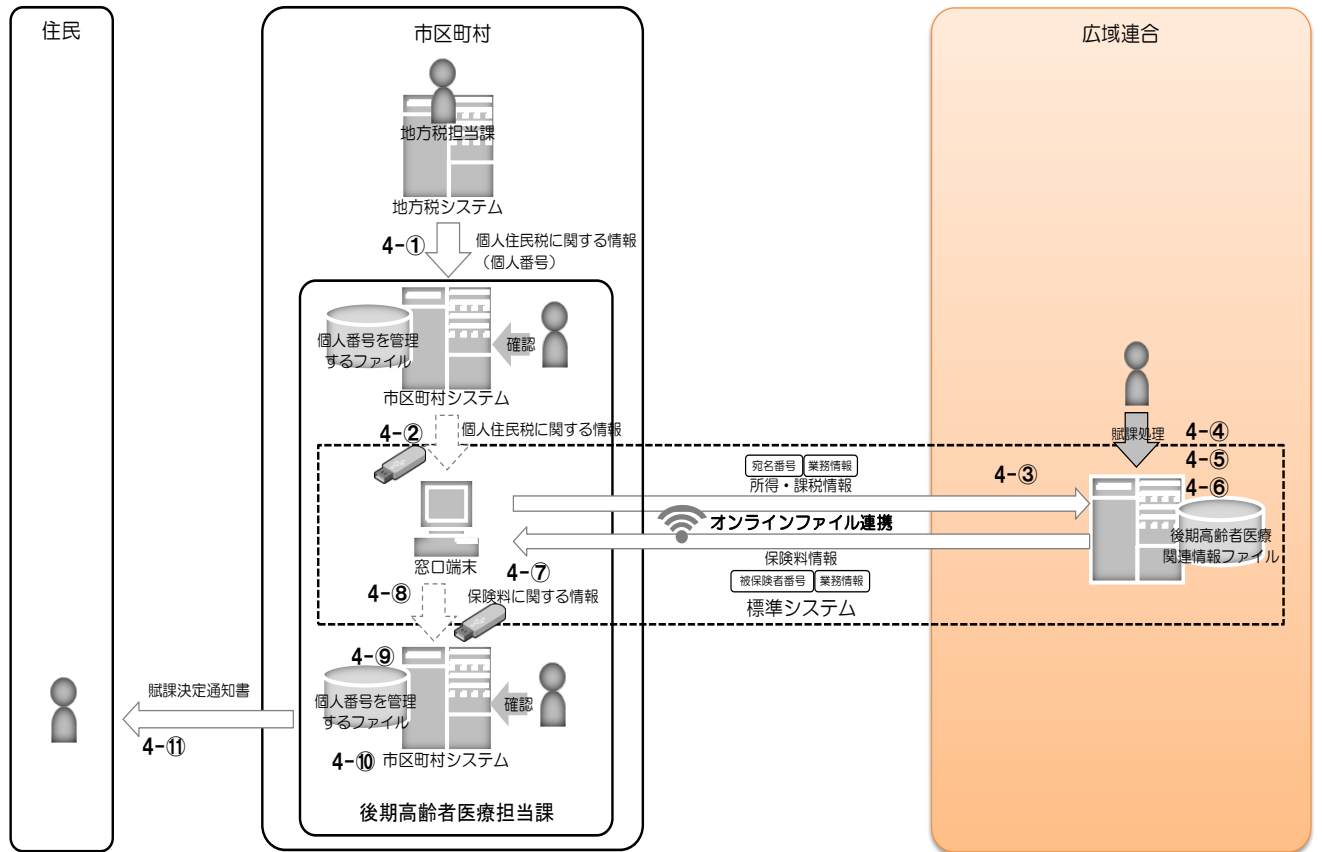 住民
市区町村
広域連合
地方税担当課
地方税システム
4-①
個人住民税に関する情報
（個人番号）
個人番号を管理
するファイル
確認
市区町村システム
4-②
個人住民税に関する情報
賦課処理
4-④
4-⑤
4-⑥
宛名番号 業務情報
所得・課税情報
4-③
オンラインファイル連携
後期高齢者医療
関連情報ファイル
窓口端末
保険料情報
4-⑦
被保険者番号 業務情報
4-⑧
保険料に関する情報
標準システム
4-⑨
個人番号を管理
するファイル
確認
賦課決定通知書
4-⑪
4-⑩
市区町村システム
後期高齢者医療担当課